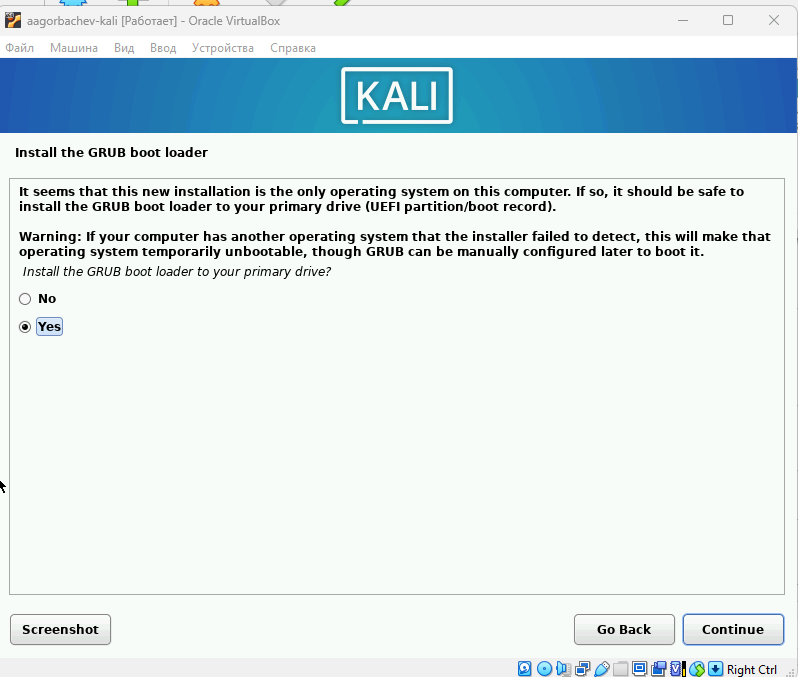 aagorbachev-kali [Работает] - Oracle VirtualBox
Файл Машина Вид Ввод Устройства Справка
KALI
Install the GRUB boot loader
It seems that this new installation is the only operating system on this computer. If so, it should be safe to
install the GRUB boot loader to your primary drive (UEFI partition/boot record).
Warning: If your computer has another operating system that the installer failed to detect, this will make that
operating system temporarily unbootable, though GRUB can be manually configured later to boot it.
Install the GRUB boot loader to your primary drive?
No
Yes
Screenshot Go Back Continue
Right Ctrl